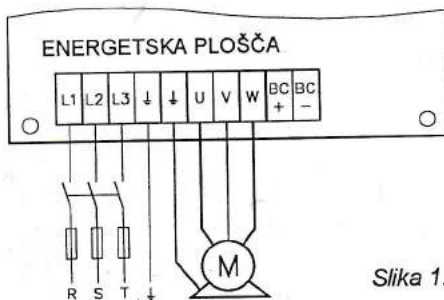 ENERGETSKA PLOŠČA
L1 L2 L3 ⏚ ⏚ U V W BC + BC −
M
R S T ⏚
Slika 1.